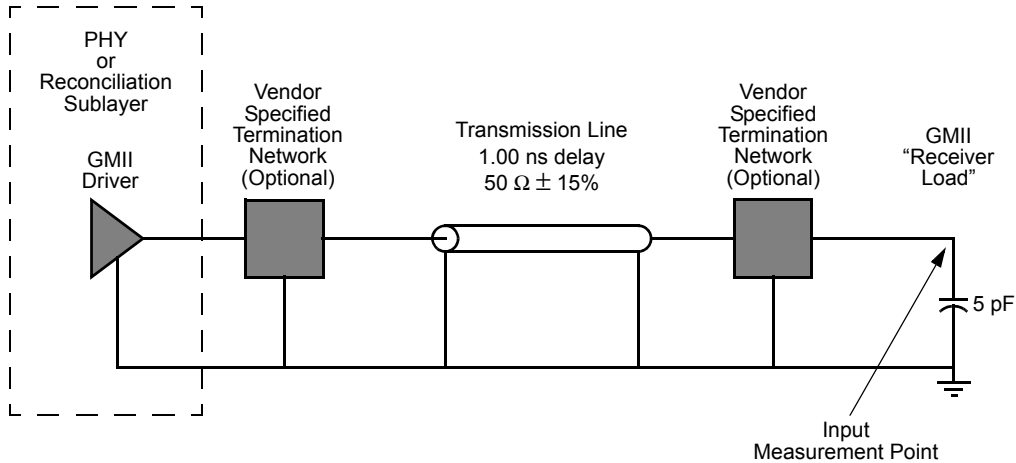 PHY
or
Reconciliation
Sublayer
GMII
Driver
Vendor
Specified
Termination
Network
(Optional)
Transmission Line
1.00 ns delay
50 Ω ± 15%
Vendor
Specified
Termination
Network
(Optional)
GMII
“Receiver
Load”
5 pF
Input
Measurement Point